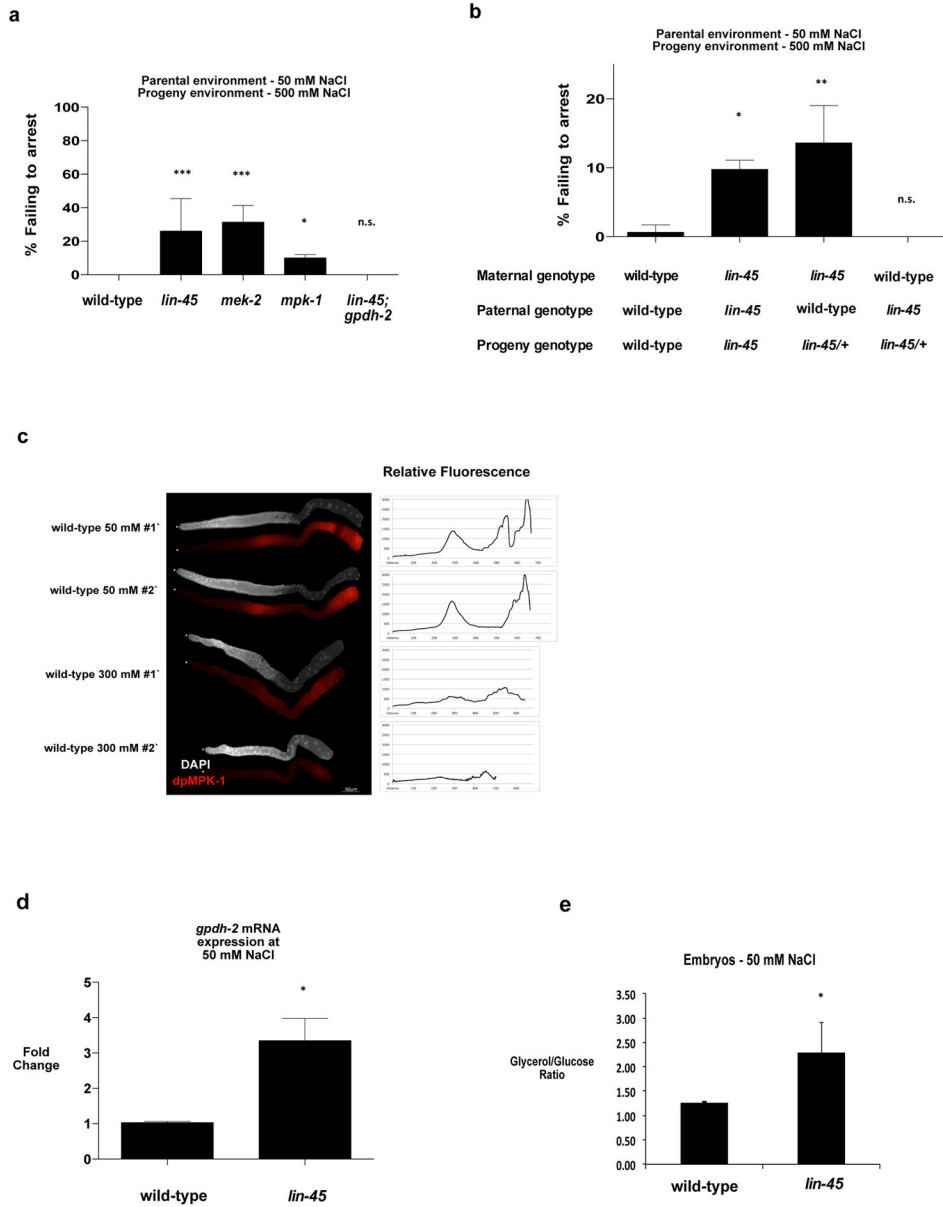 a
Parental environment - 50 mM NaCl
Progeny environment - 500 mM NaCl
% Failing to arrest
100
80
60
40
20
0
***
***
*
n.s.
wild-type
lin-45
mek-2
mpk-1
lin-45;
gpdh-2
b
Parental environment - 50 mM NaCl
Progeny environment - 500 mM NaCl
% Failing to arrest
20
10
0
*
**
n.s.
Maternal genotype wild-type lin-45 lin-45 wild-type
Paternal genotype wild-type lin-45 wild-type lin-45
Progeny genotype wild-type lin-45 lin-45/+ lin-45/+
c
Relative Fluorescence
wild-type 50 mM #1`
wild-type 50 mM #2`
wild-type 300 mM #1`
wild-type 300 mM #2`
DAPI
dpMPK-1
50μm
d
gpdh-2 mRNA
expression at
50 mM NaCl
Fold
Change
5
4
3
2
1
0
*
wild-type
lin-45
e
Embryos - 50 mM NaCl
Glycerol/Glucose
Ratio
3.50
3.00
2.50
2.00
1.50
1.00
0.50
0.00
*
wild-type
lin-45